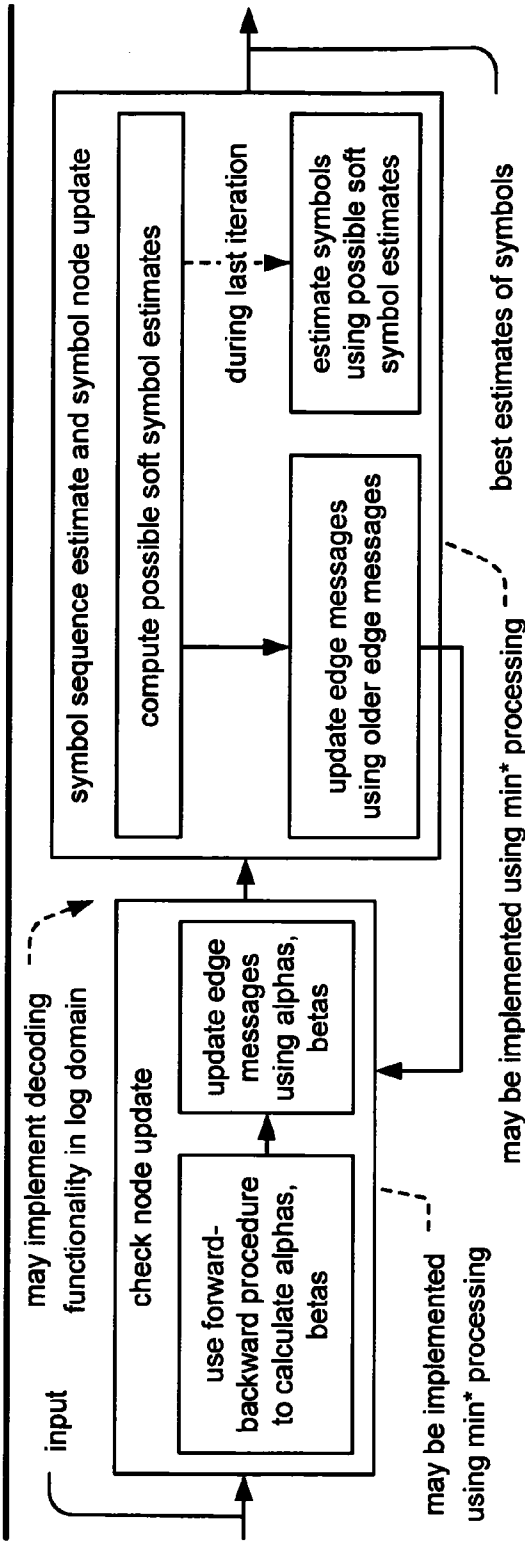 input
may implement decoding
functionality in log domain
check node update
use forward-
backward procedure
to calculate alphas,
betas
update edge
messages
using alphas,
betas
may be implemented
using min* processing
symbol sequence estimate and symbol node update
compute possible soft symbol estimates
during last iteration
update edge messages
using older edge messages
estimate symbols
using possible soft
symbol estimates
may be implemented using min* processing
best estimates of symbols